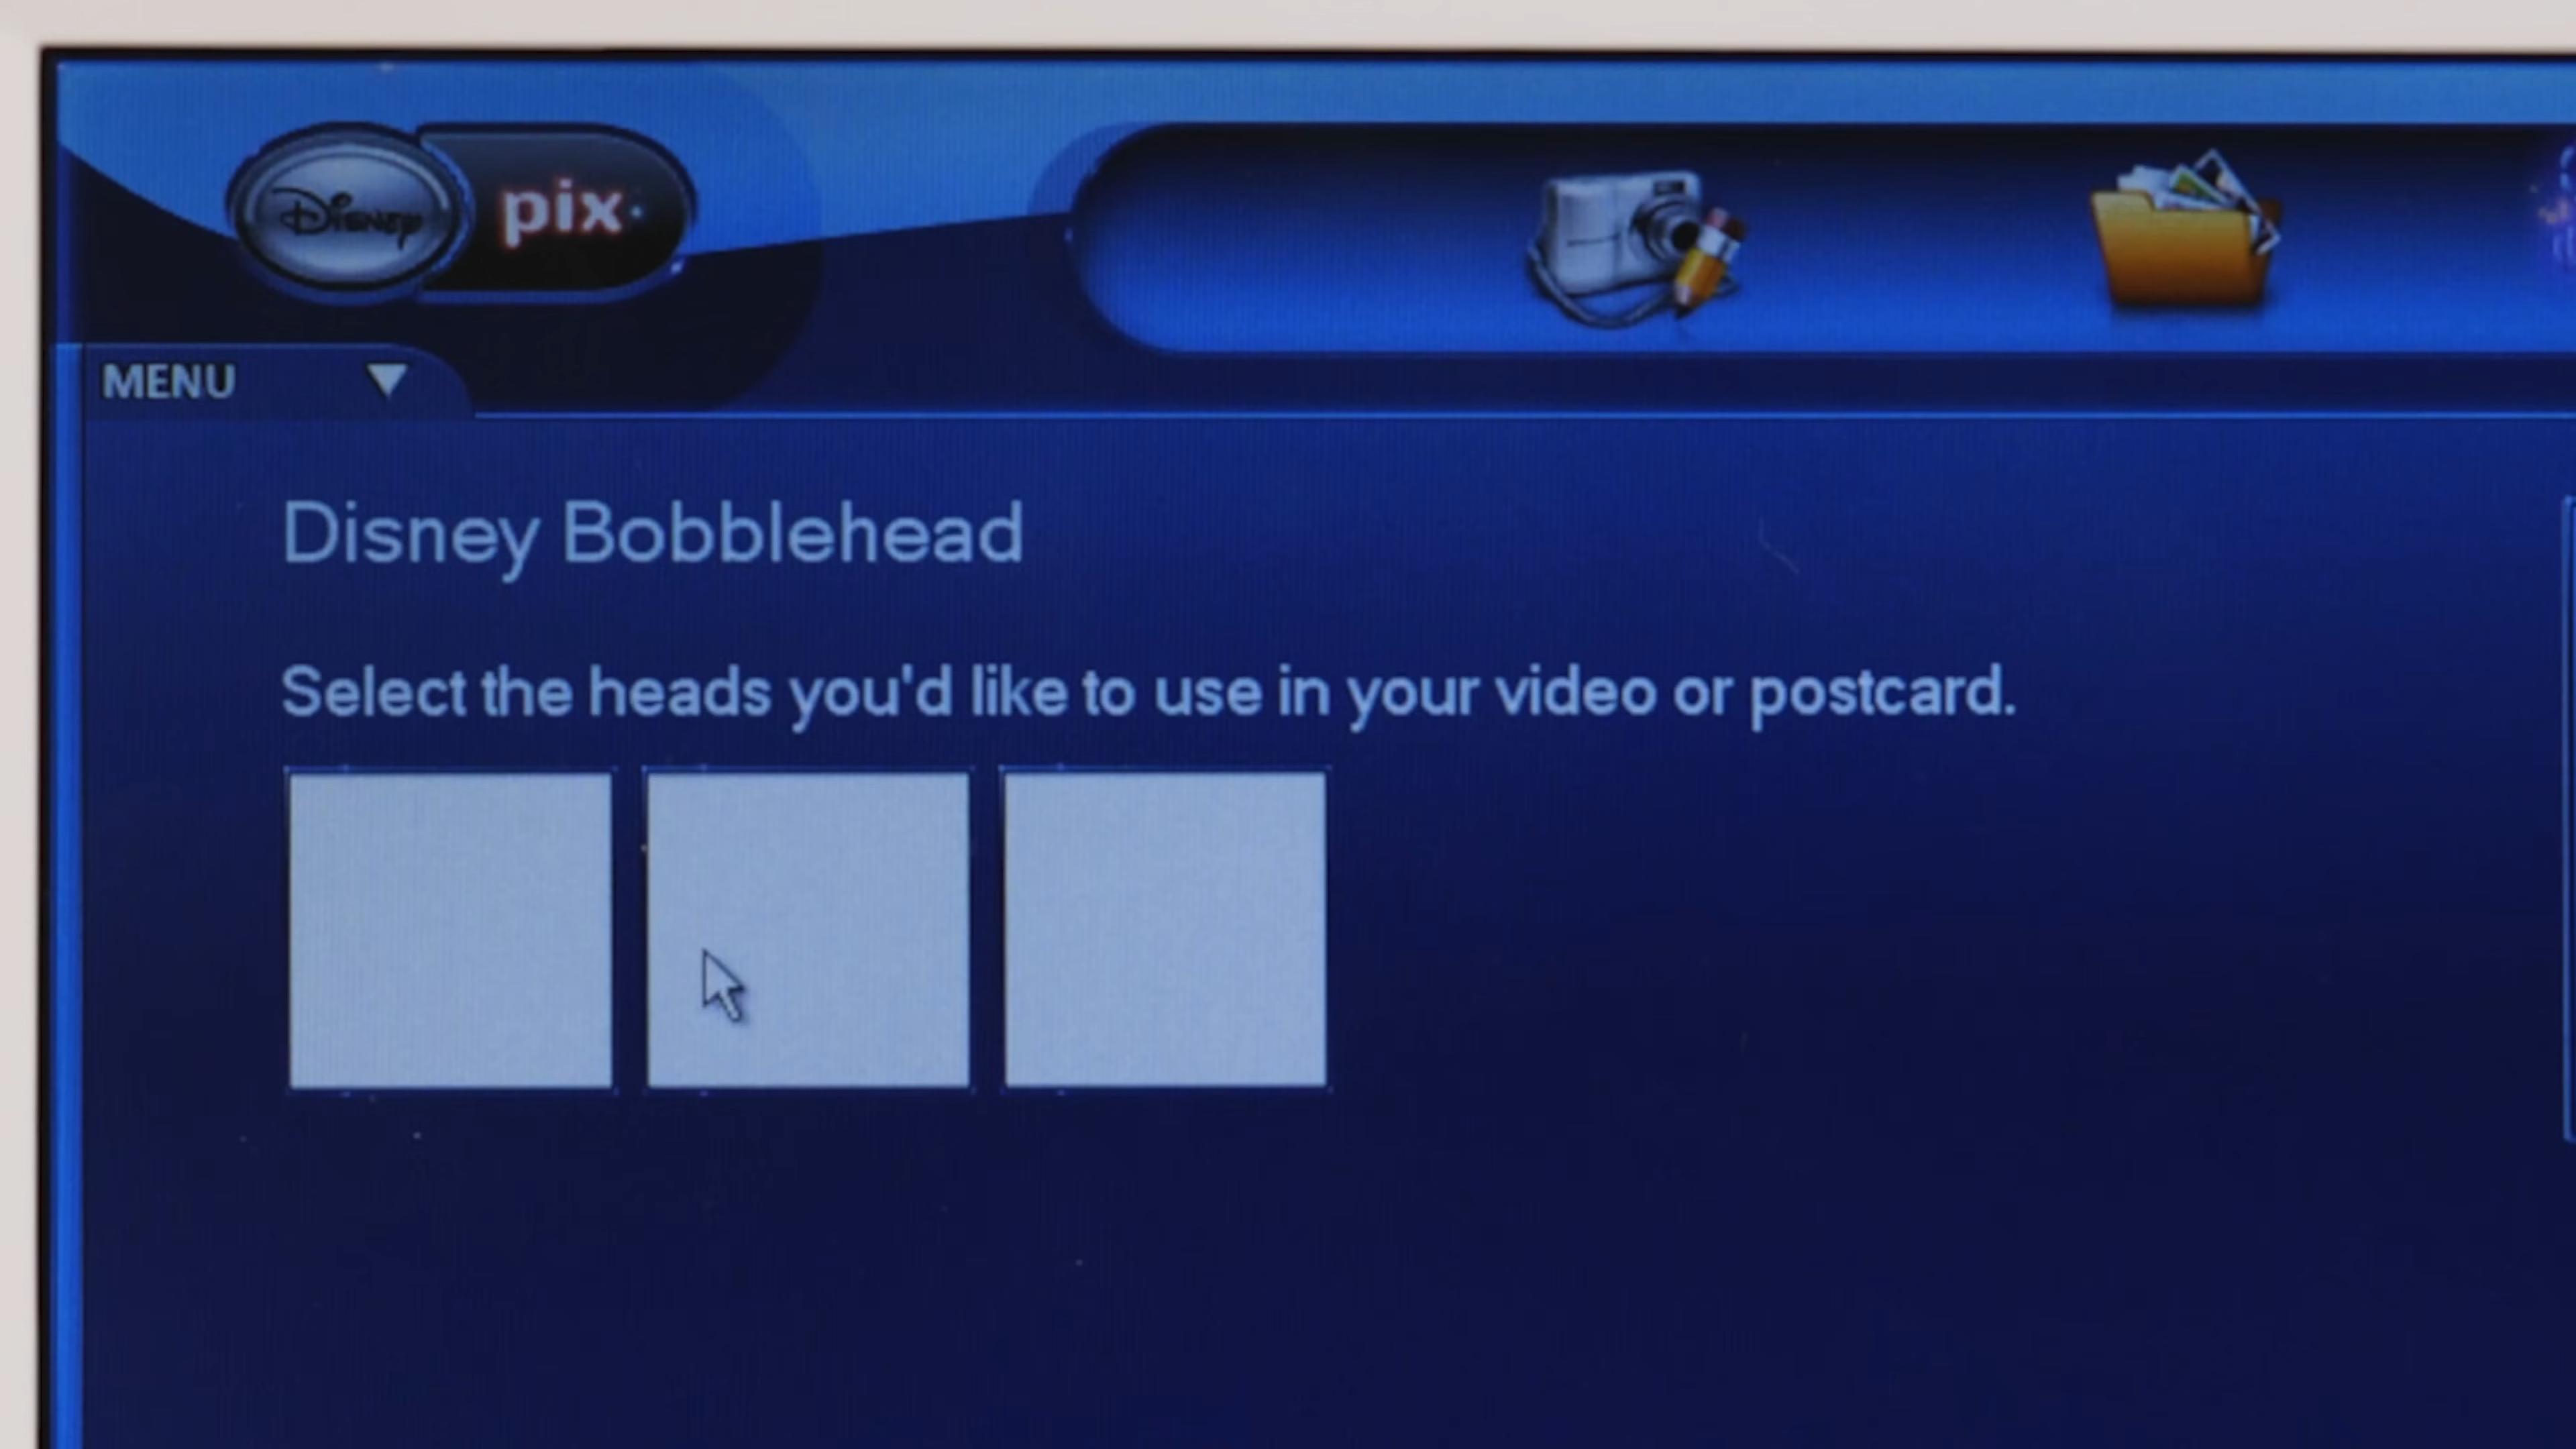 Disney pix
MENU
Disney Bobblehead
Select the heads you'd like to use in your video or postcard.